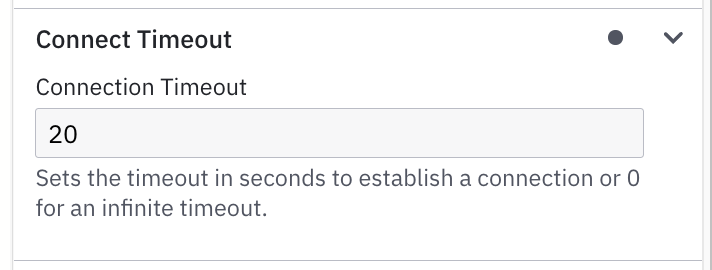 Connect Timeout
Connection Timeout
20
Sets the timeout in seconds to establish a connection or 0
for an infinite timeout.